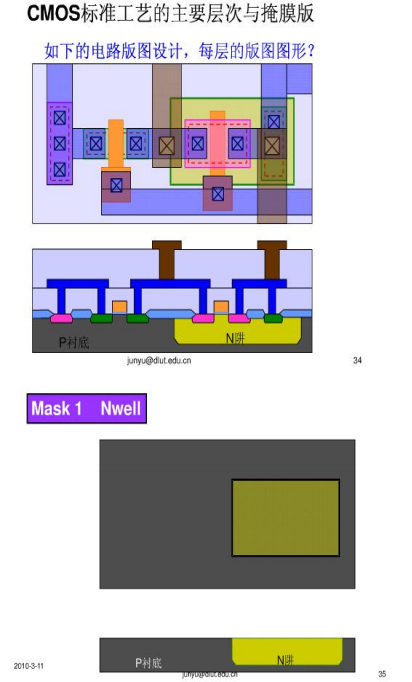 CMOS标准工艺的主要层次与掩膜版
如下的电路版图设计，每层的版图图形？
P衬底
N阱
junyu@dlut.edu.cn
34
Mask 1 Nwell
P衬底
N阱
2010-3-11
junyu@dlut.edu.cn
35